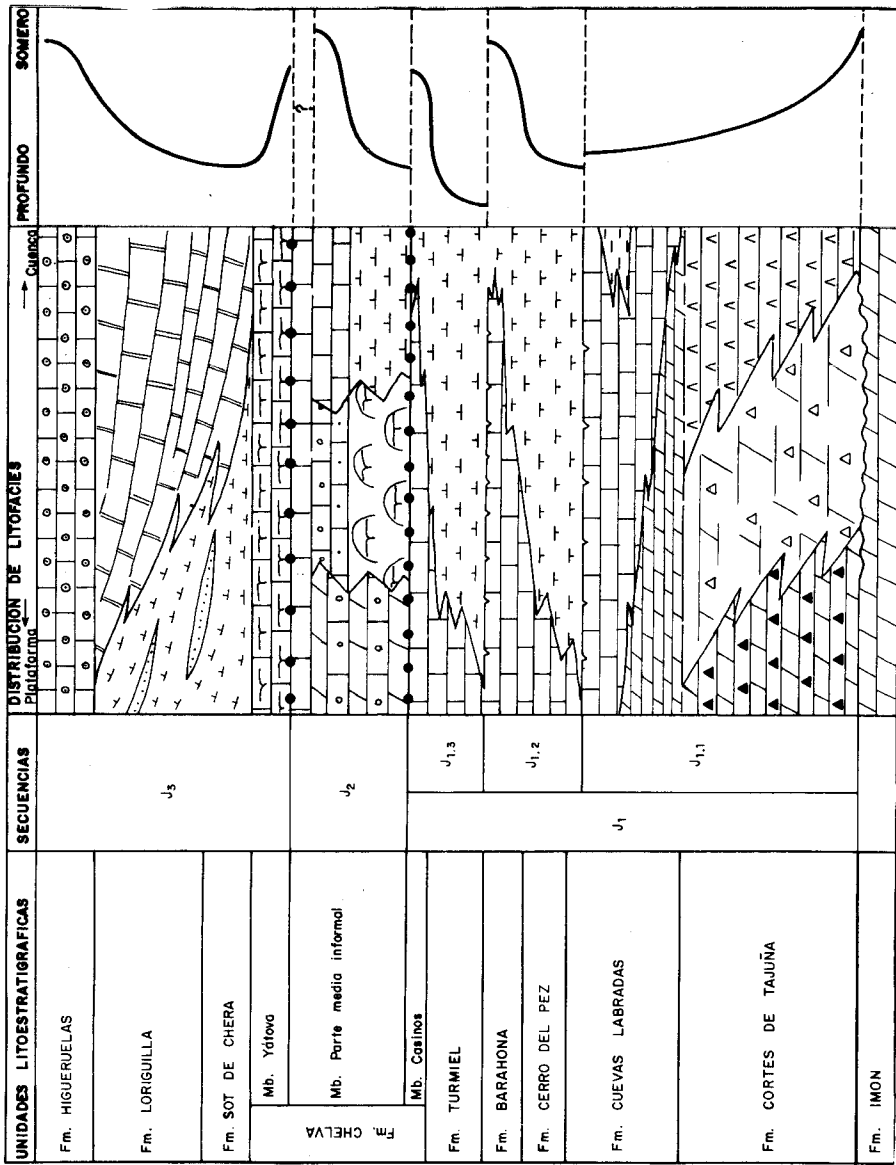 UNIDADES LITOESTRATIGRAFICAS
SECUENCIAS
DISTRIBUCION DE LITOFACIES
Plataforma
Cuenca
PROFUNDO
SOMERO
Fm. HIGUERUELAS
Fm. LORIGUILLA
Fm. SOT DE CHERA
Fm. CHELVA
Mb. Yátova
Mb. Parte media informal
Mb. Casinos
Fm. TURMIEL
Fm. BARAHONA
Fm. CERRO DEL PEZ
Fm. CUEVAS LABRADAS
Fm. CORTES DE TAJUÑA
Fm. IMON
J3
J2
J1
J1.3
J1.2
J1.1
?